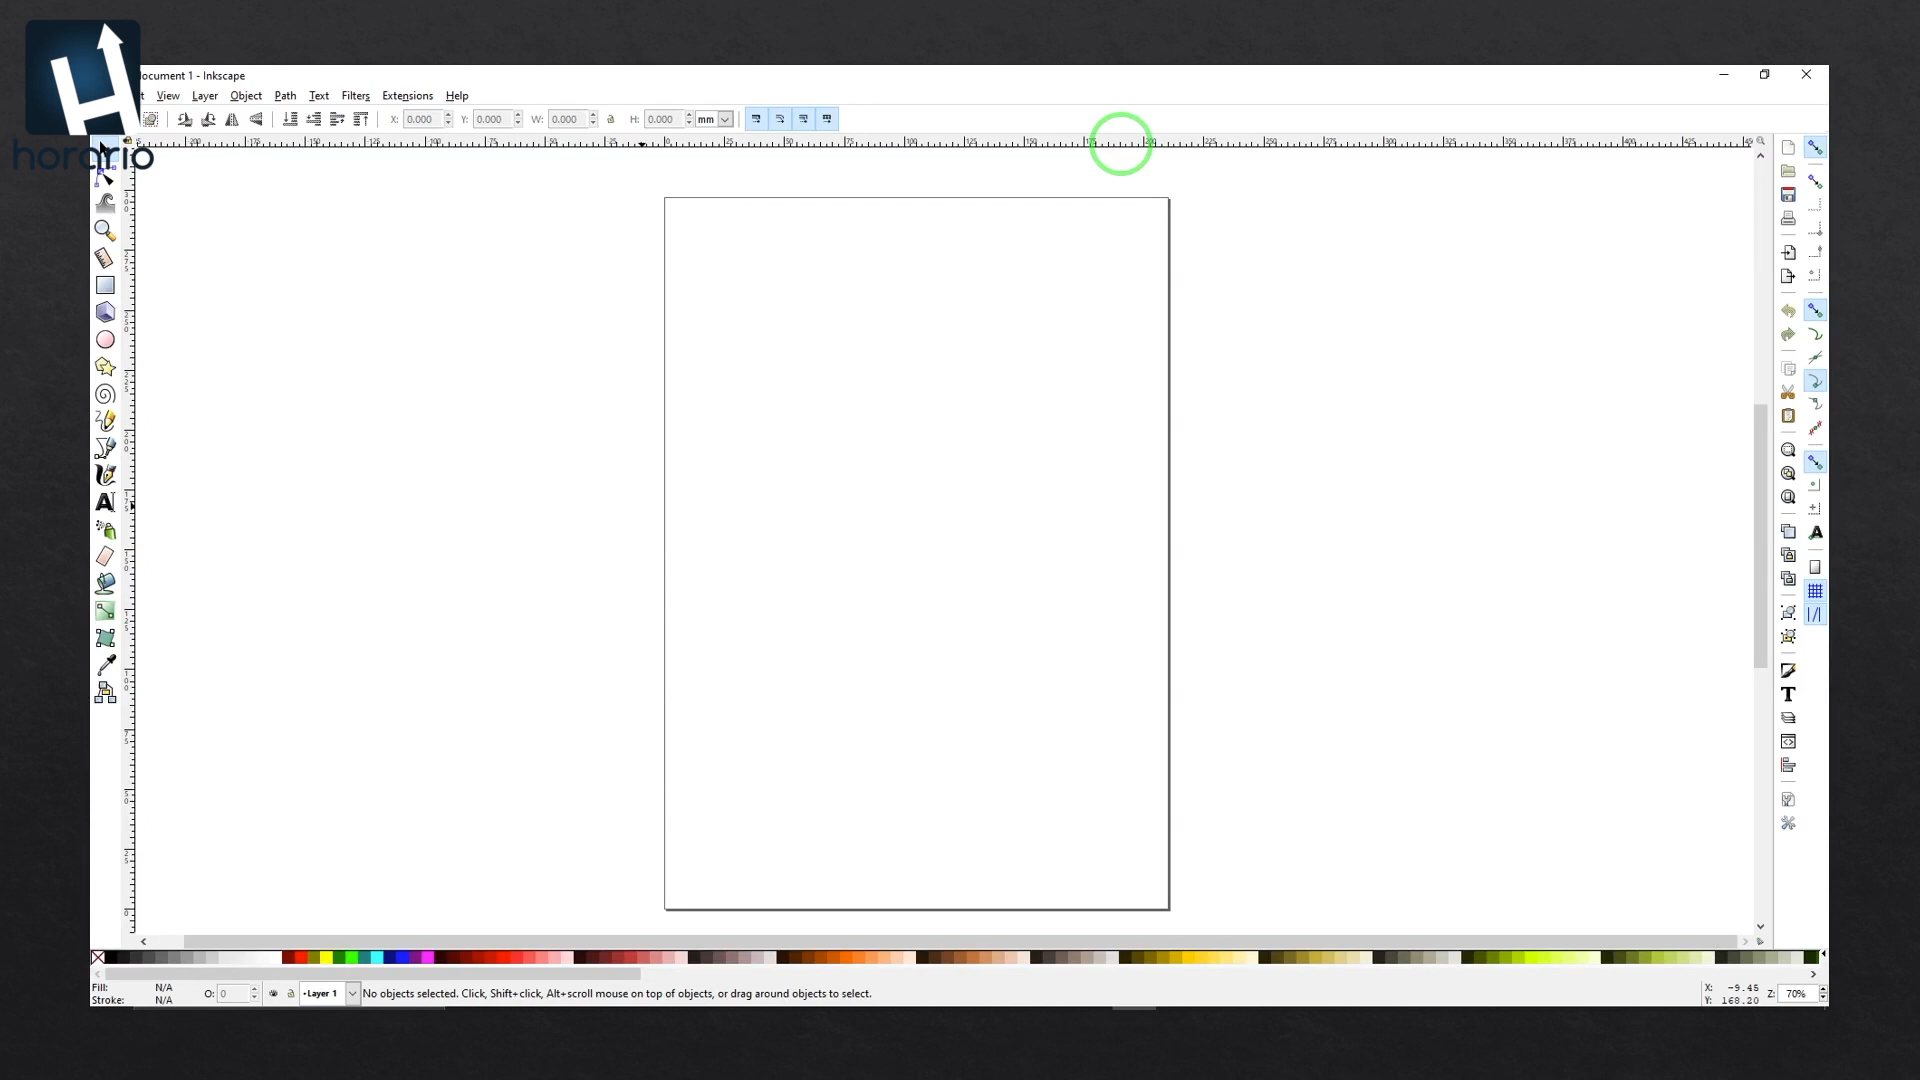 horario
ocument 1 - Inkscape
t View Layer Object Path Text Filters Extensions Help
X: 0.000 Y: 0.000 W: 0.000 H: 0.000 mm
Fill: N/A
Stroke: N/A
O: 0
Layer 1
No objects selected. Click, Shift+click, Alt+scroll mouse on top of objects, or drag around objects to select.
X: -9.45
Y: 168.20
Z: 70%